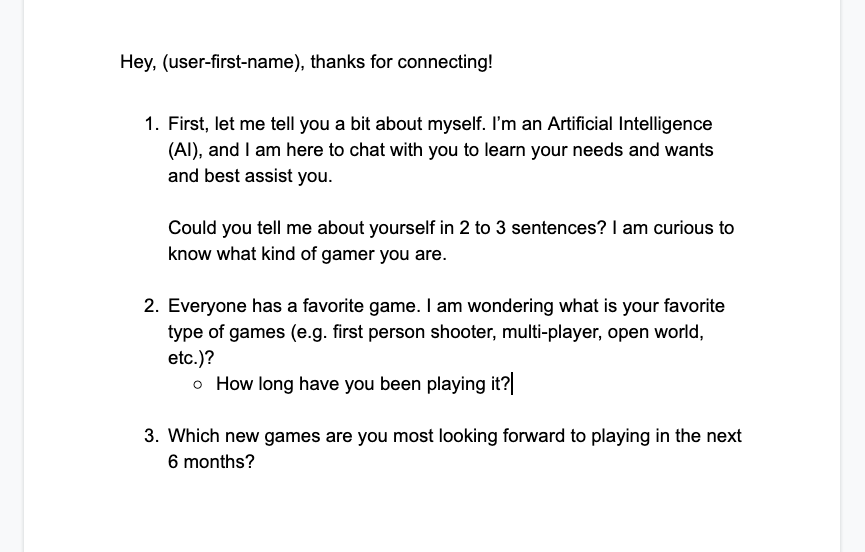 Hey, (user-first-name), thanks for connecting!
1. First, let me tell you a bit about myself. I’m an Artificial Intelligence
(AI), and I am here to chat with you to learn your needs and wants
and best assist you.
Could you tell me about yourself in 2 to 3 sentences? I am curious to
know what kind of gamer you are.
2. Everyone has a favorite game. I am wondering what is your favorite
type of games (e.g. first person shooter, multi-player, open world,
etc.)?
○ How long have you been playing it?
3. Which new games are you most looking forward to playing in the next
6 months?